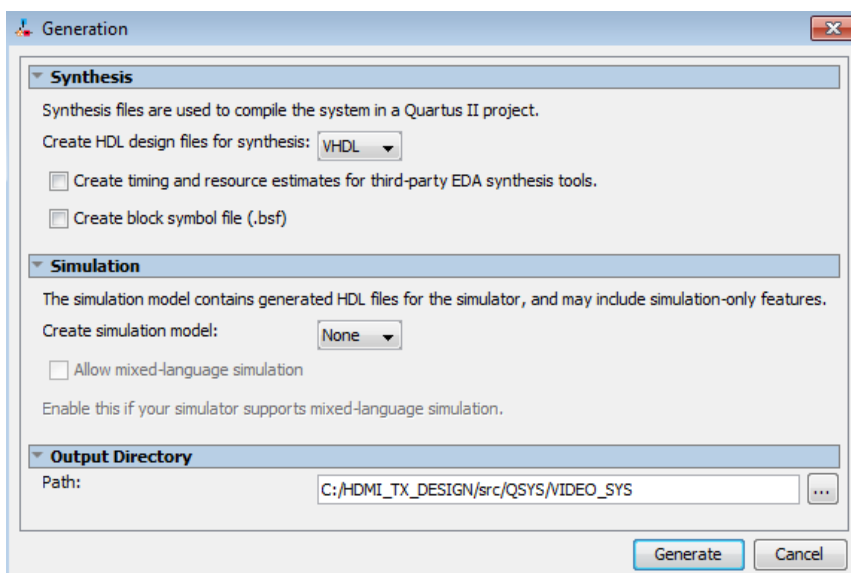 Generation
Synthesis
Synthesis files are used to compile the system in a Quartus II project.
Create HDL design files for synthesis: VHDL
Create timing and resource estimates for third-party EDA synthesis tools.
Create block symbol file (.bsf)
Simulation
The simulation model contains generated HDL files for the simulator, and may include simulation-only features.
Create simulation model: None
Allow mixed-language simulation
Enable this if your simulator supports mixed-language simulation.
Output Directory
Path: C:/HDMI_TX_DESIGN/src/QSYS/VIDEO_SYS ...
Generate Cancel